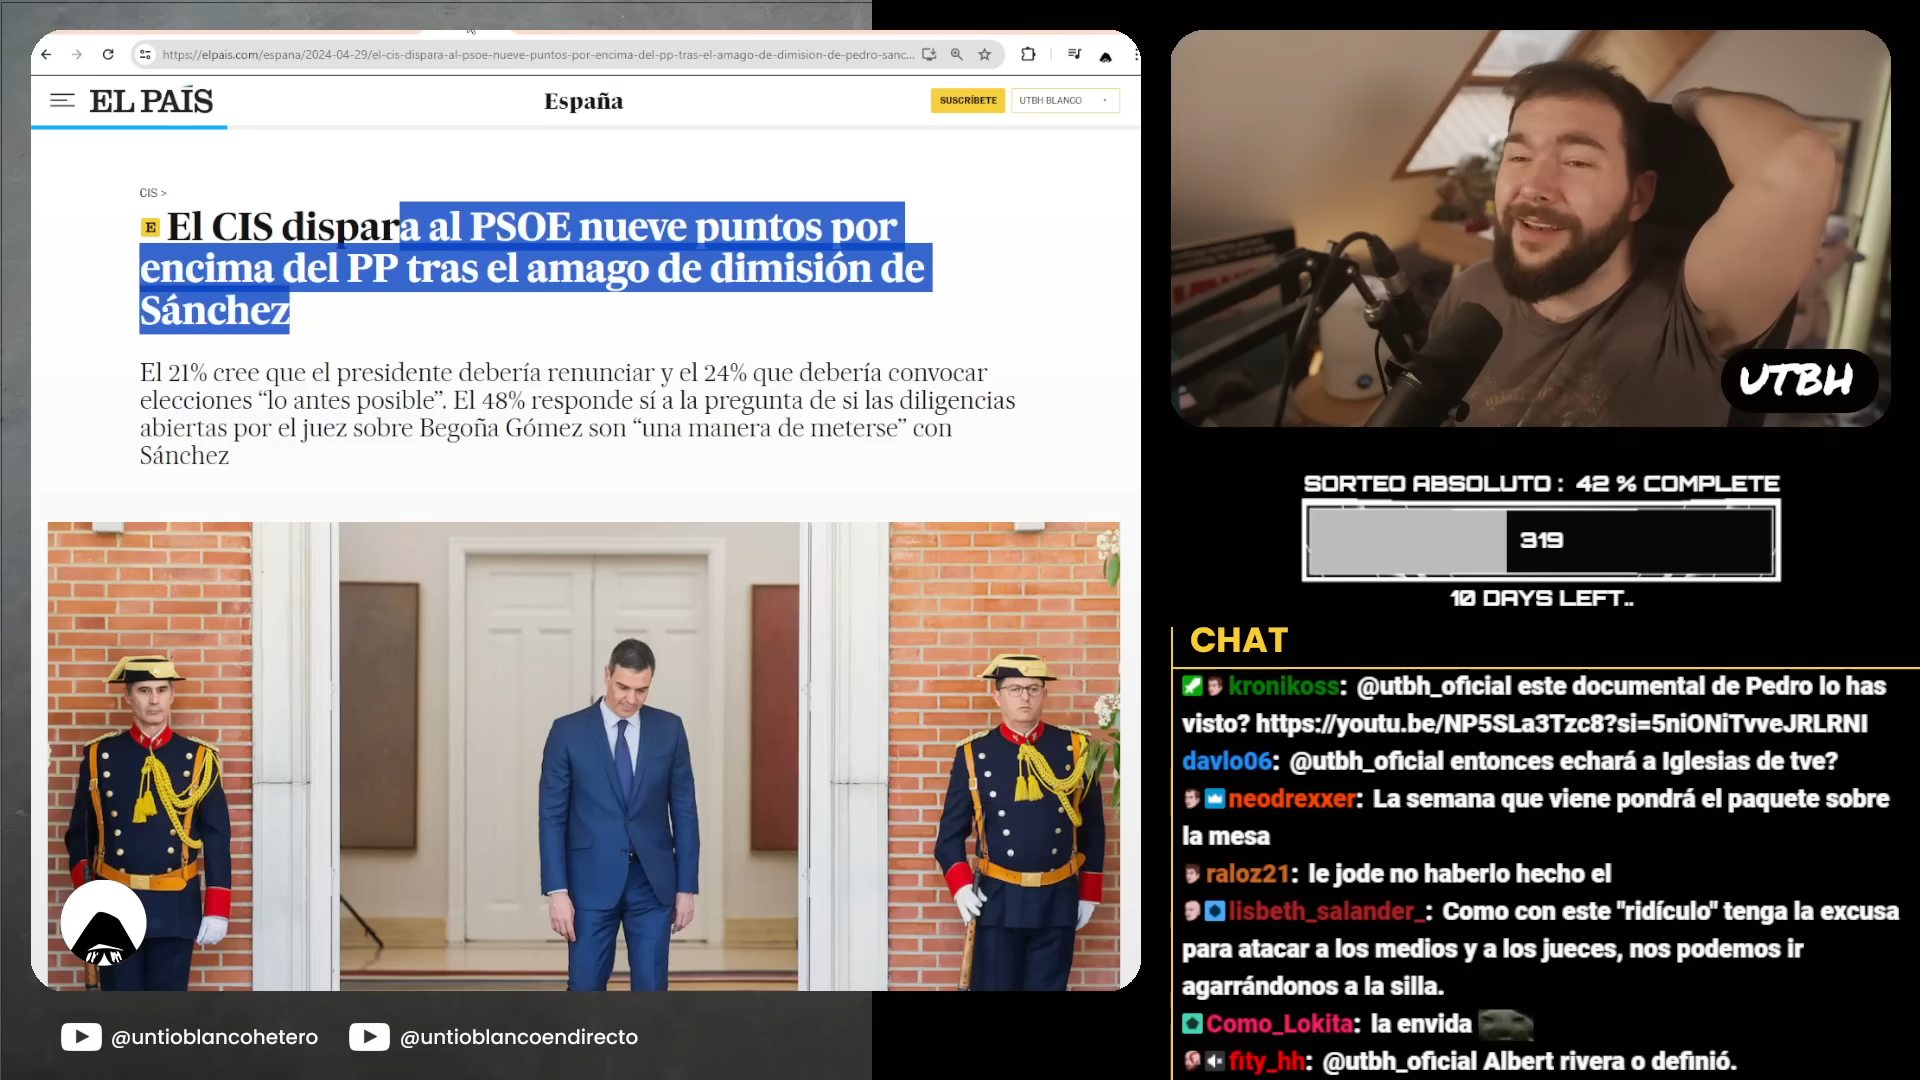 https://elpais.com/espana/2024-04-29/el-cis-dispara-al-psoe-nueve-puntos-por-encima-del-pp-tras-el-amago-de-dimision-de-pedro-sanc...
EL PAÍS
España
SUSCRÍBETE
UTBH BLANCO
CIS >
E El CIS dispara al PSOE nueve puntos por
encima del PP tras el amago de dimisión de
Sánchez
El 21% cree que el presidente debería renunciar y el 24% que debería convocar
elecciones “lo antes posible”. El 48% responde sí a la pregunta de si las diligencias
abiertas por el juez sobre Begoña Gómez son “una manera de meterse” con
Sánchez
@untioblancohetero
@untioblancoendirecto
UTBH
SORTEO ABSOLUTO : 42 % COMPLETE
319
10 DAYS LEFT..
CHAT
kronikoss: @utbh_oficial este documental de Pedro lo has
visto? https://youtu.be/NP5SLa3Tzc8?si=5niONiTvveJRLRNI
davlo06: @utbh_oficial entonces echará a Iglesias de tve?
neodrexxer: La semana que viene pondrá el paquete sobre
la mesa
raloz21: le jode no haberlo hecho el
lisbeth_salander_: Como con este "ridículo" tenga la excusa
para atacar a los medios y a los jueces, nos podemos ir
agarrándonos a la silla.
Como_Lokita: la envida
fity_hh: @utbh_oficial Albert rivera o definió.